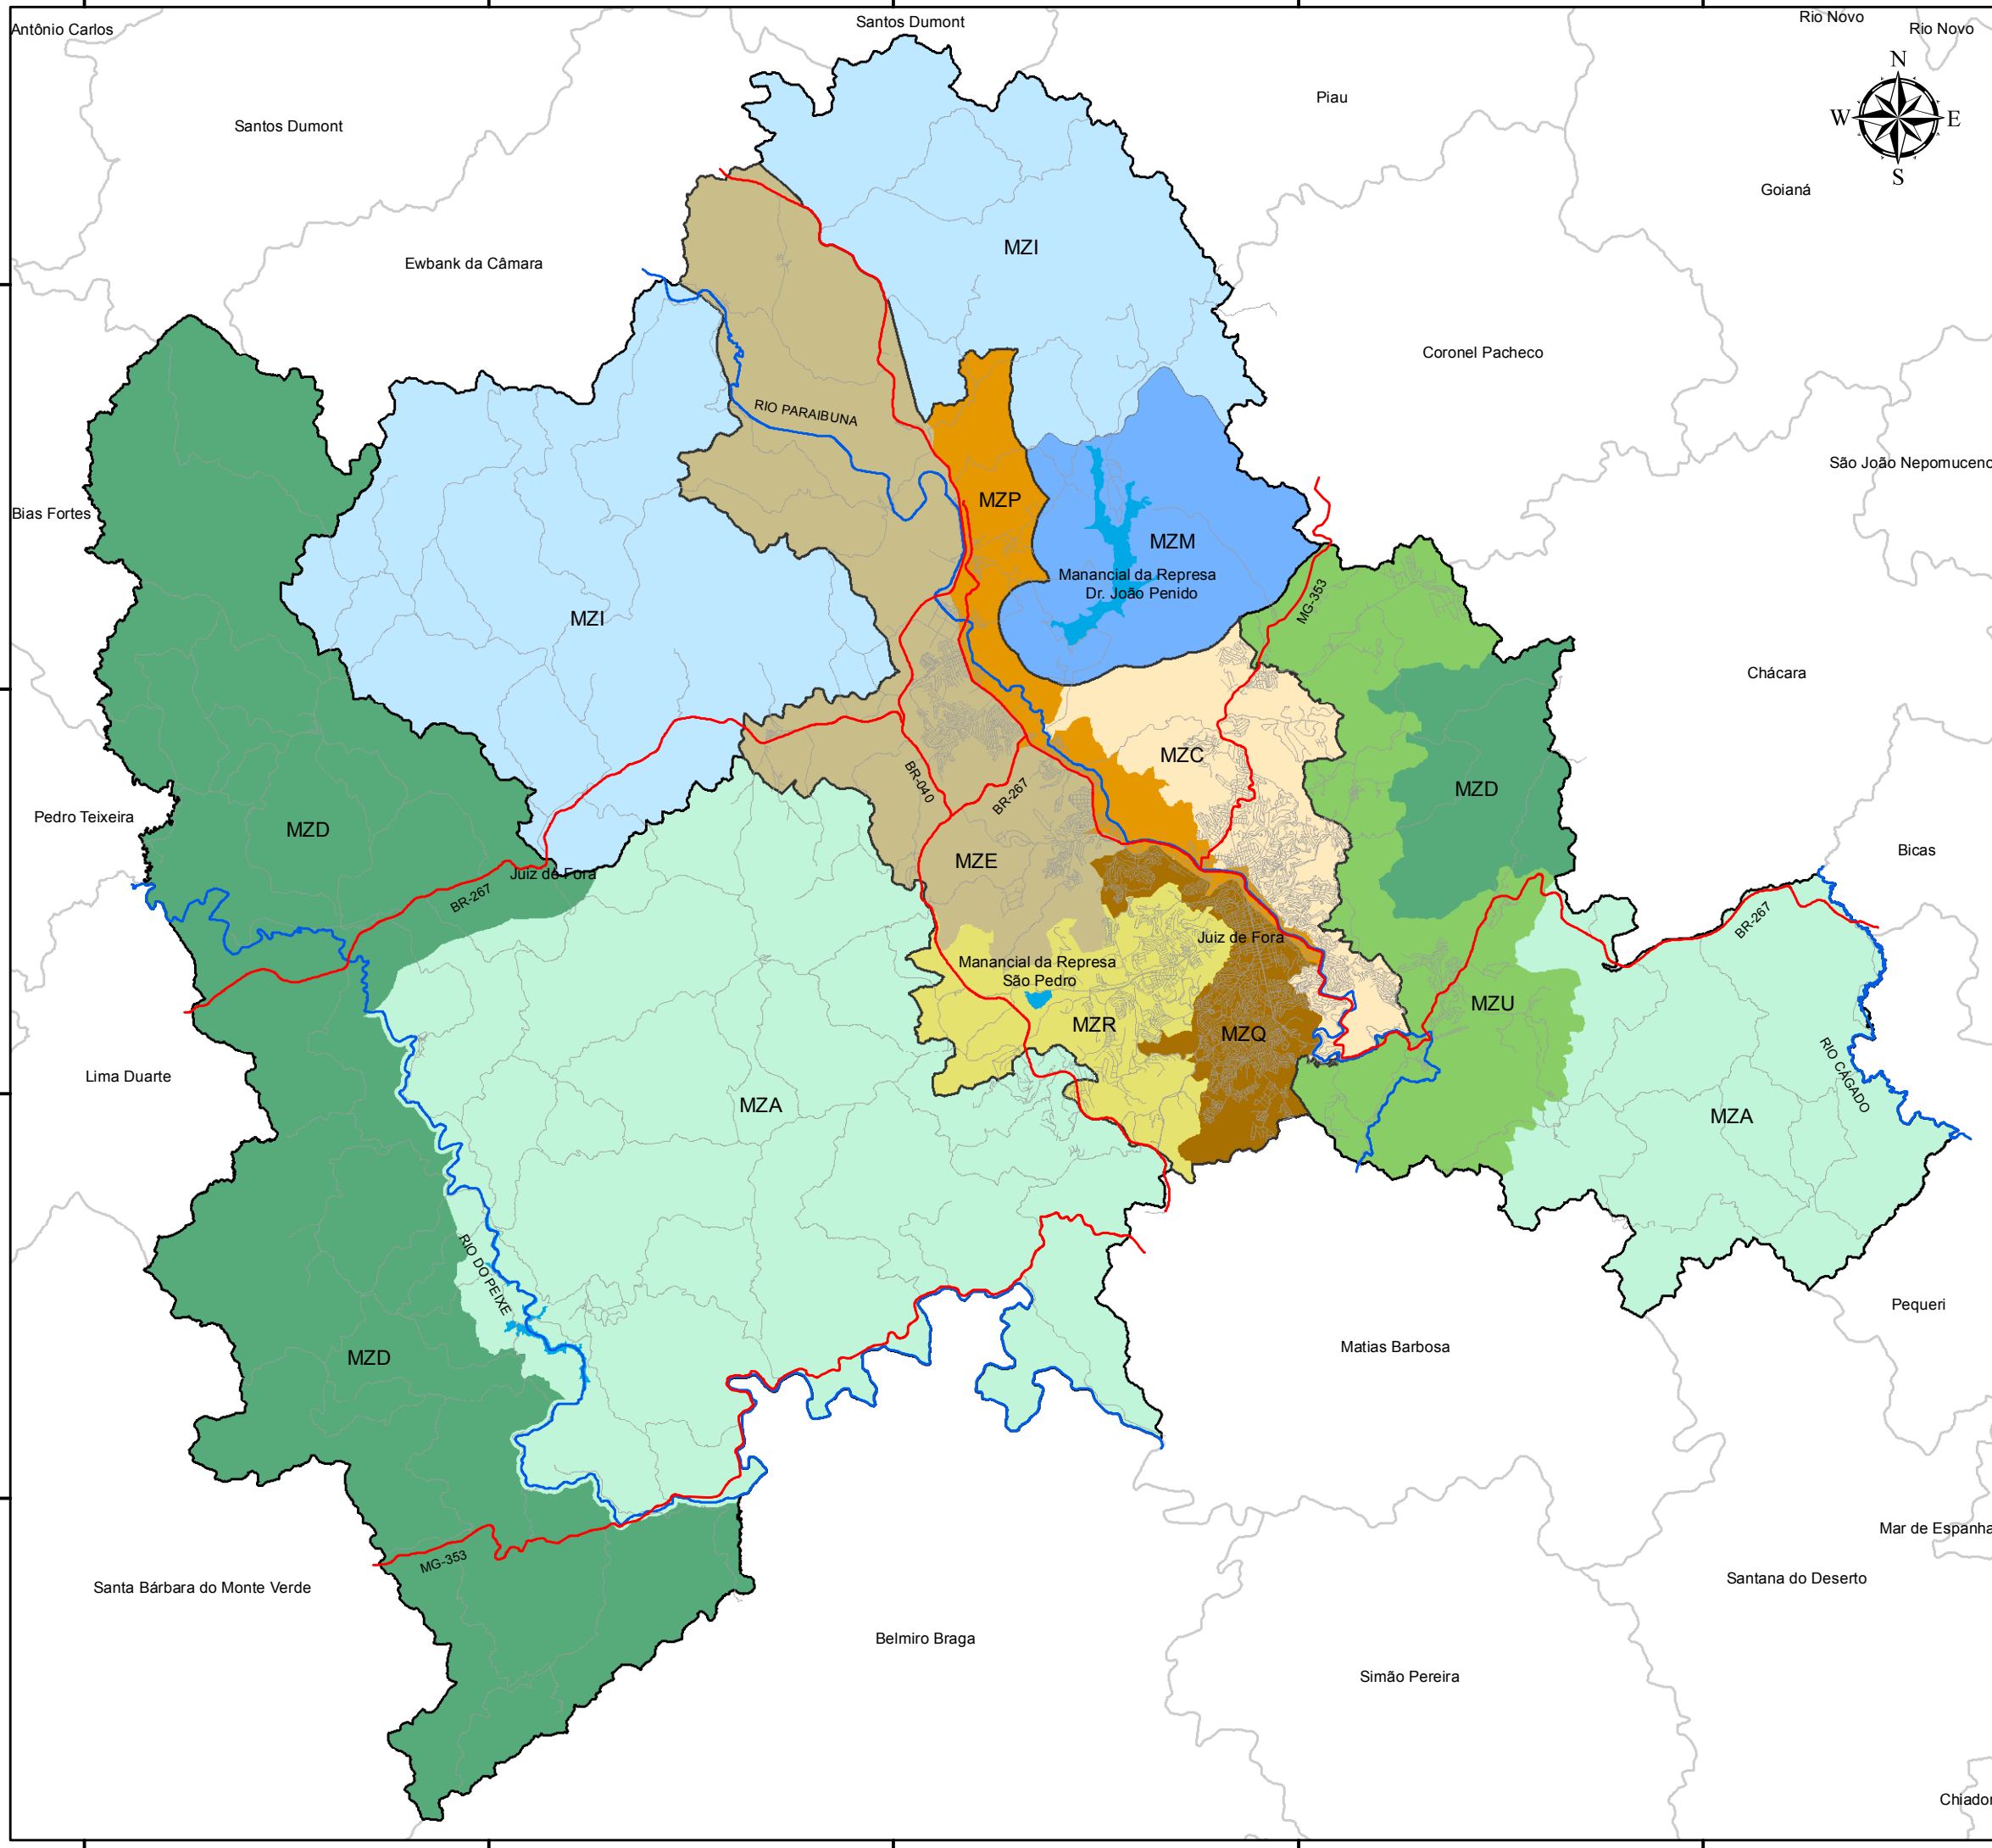 Antônio Carlos
Santos Dumont
Rio Novo
Rio Novo
N
W
E
S
Santos Dumont
Piau
Goianá
Ewbank da Câmara
MZI
Coronel Pacheco
RIO PARAIBUNA
São João Nepomuceno
Bias Fortes
MZP
MZM
Manancial da Represa
Dr. João Penido
MG-353
MZI
Chácara
MZC
BR-040
BR-267
MZD
Pedro Teixeira
MZD
MZE
Bicas
Juiz de Fora
BR-267
BR-267
Juiz de Fora
Manancial da Represa
São Pedro
MZU
MZR
MZQ
Lima Duarte
RIO CÁGADO
MZA
MZA
RIO DO PEIXE
Pequeri
MZD
Matias Barbosa
Mar de Espanha
MG-353
Santa Bárbara do Monte Verde
Santana do Deserto
Belmiro Braga
Simão Pereira
Chiador